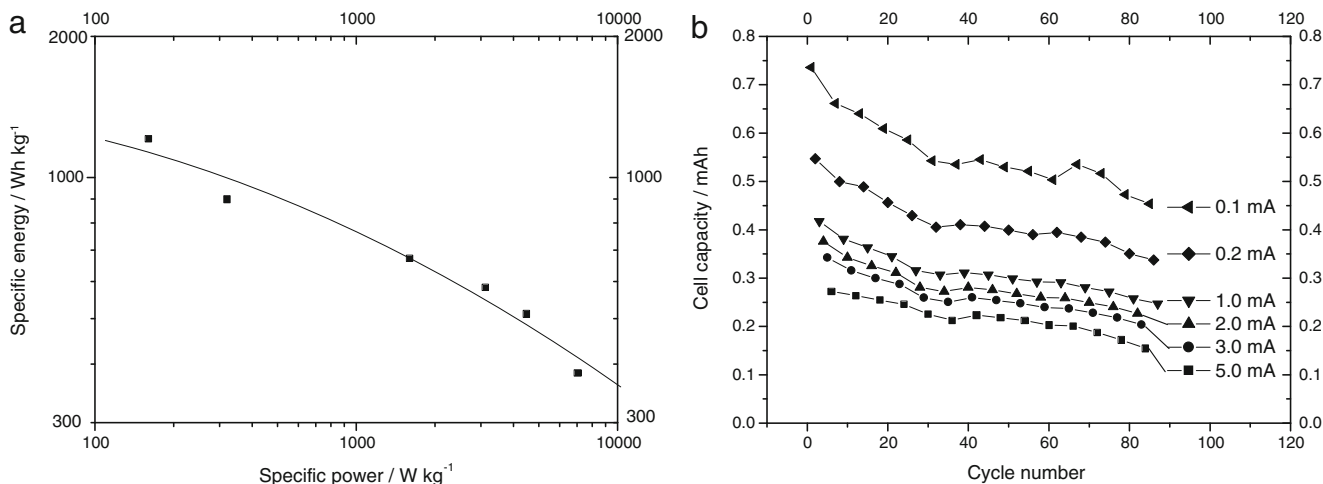 a
100 1000 10000
2000 2000
1000 1000
300 300
100 1000 10000
Specific energy / Wh kg⁻¹
Specific power / W kg⁻¹
b
0 20 40 60 80 100 120
0.8 0.8
0.7 0.7
0.6 0.6
0.5 0.5
0.4 0.4
0.3 0.3
0.2 0.2
0.1 0.1
0.0 0.0
0 20 40 60 80 100 120
Cell capacity / mAh
Cycle number
0.1 mA
0.2 mA
1.0 mA
2.0 mA
3.0 mA
5.0 mA